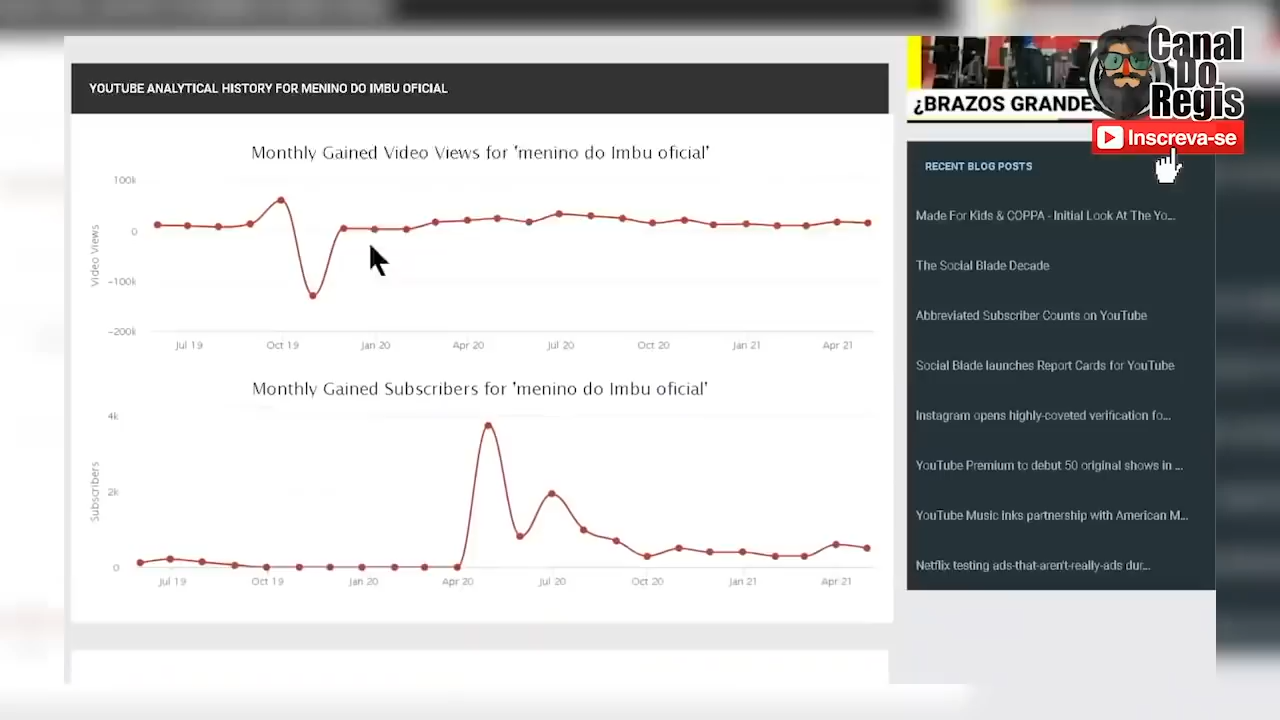 YOUTUBE ANALYTICAL HISTORY FOR MENINO DO IMBU OFICIAL
Monthly Gained Video Views for 'menino do Imbu oficial'
Video Views
100k
0
-100k
-200k
Jul 19
Oct 19
Jan 20
Apr 20
Jul 20
Oct 20
Jan 21
Apr 21
Monthly Gained Subscribers for 'menino do Imbu oficial'
Subscribers
4k
2k
0
Jul 19
Oct 19
Jan 20
Apr 20
Jul 20
Oct 20
Jan 21
Apr 21
¿BRAZOS GRANDES
Canal
Do
Regis
Inscreva-se
RECENT BLOG POSTS
Made For Kids & COPPA - Initial Look At The Yo...
The Social Blade Decade
Abbreviated Subscriber Counts on YouTube
Social Blade launches Report Cards for YouTube
Instagram opens highly-coveted verification fo...
YouTube Premium to debut 50 original shows in ...
YouTube Music inks partnership with American M...
Netflix testing ads-that-aren't-really-ads dur...